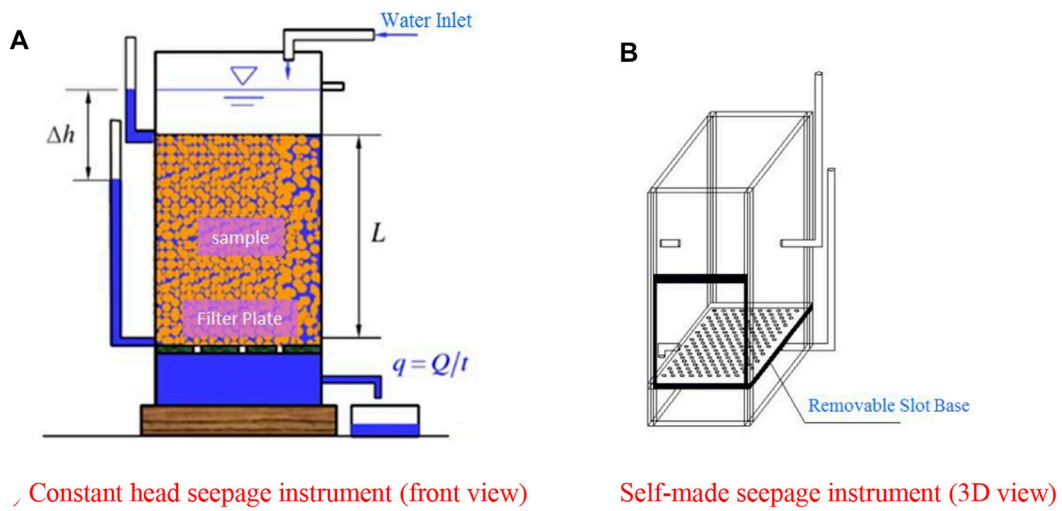 A
Water Inlet
Δh
sample
L
Filter Plate
q = Q/t
Constant head seepage instrument (front view)
B
Removable Slot Base
Self-made seepage instrument (3D view)